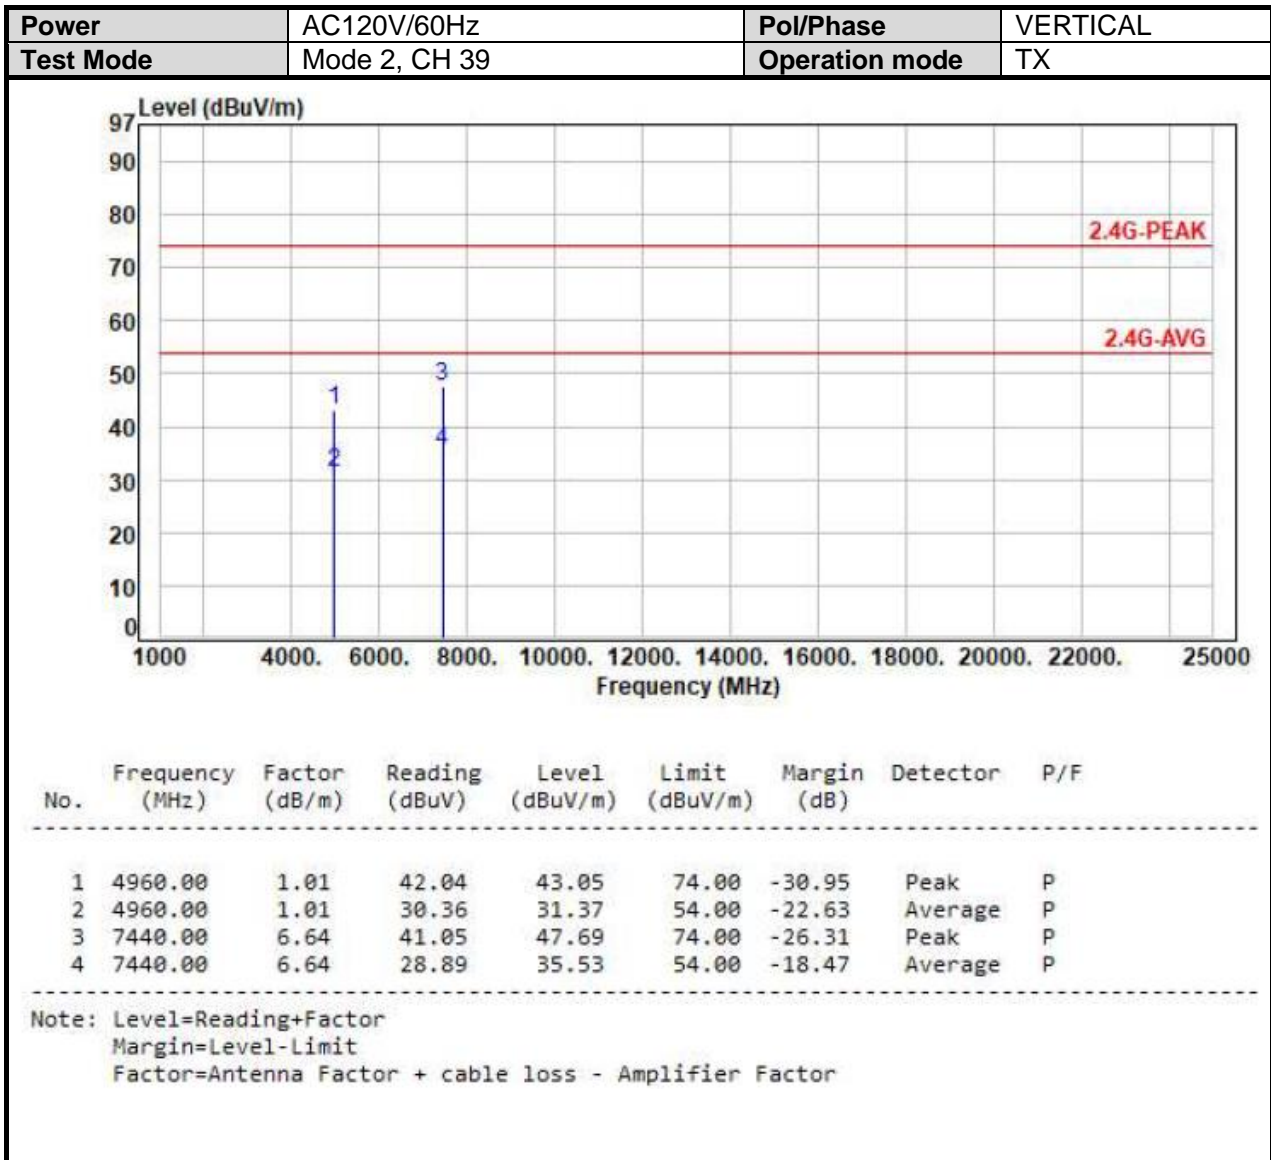 Power AC120V/60Hz Pol/Phase VERTICAL
Test Mode Mode 2, CH 39 Operation mode TX
Level (dBuV/m)
97
90
80
2.4G-PEAK
70
60
2.4G-AVG
50
3
1
40
4
2
30
20
10
0
1000 4000. 6000. 8000. 10000. 12000. 14000. 16000. 18000. 20000. 22000. 25000
Frequency (MHz)
Frequency Factor Reading Level Limit Margin Detector P/F
No. (MHz) (dB/m) (dBuV) (dBuV/m) (dBuV/m) (dB)
1 4960.00 1.01 42.04 43.05 74.00 -30.95 Peak P
2 4960.00 1.01 30.36 31.37 54.00 -22.63 Average P
3 7440.00 6.64 41.05 47.69 74.00 -26.31 Peak P
4 7440.00 6.64 28.89 35.53 54.00 -18.47 Average P
Note: Level=Reading+Factor
Margin=Level-Limit
Factor=Antenna Factor + cable loss - Amplifier Factor